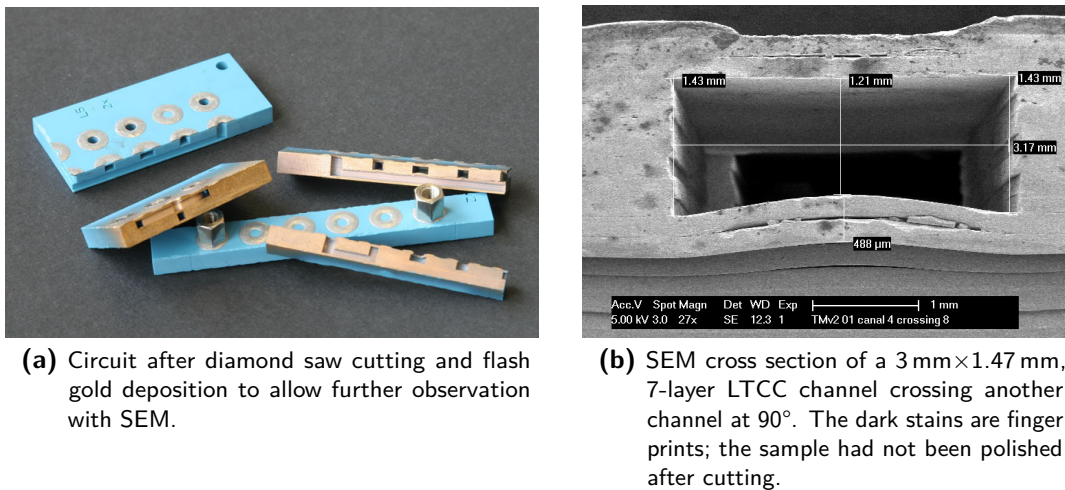 L5
2x
1.43 mm
1.21 mm
1.43 mm
3.17 mm
488 µm
Acc.V Spot Magn Det WD Exp 1 mm
5.00 kV 3.0 27x SE 12.3 1 TMv2 01 canal 4 crossing 8
(a) Circuit after diamond saw cutting and flash
gold deposition to allow further observation
with SEM.
(b) SEM cross section of a 3 mm×1.47 mm,
7-layer LTCC channel crossing another
channel at 90°. The dark stains are finger
prints; the sample had not been polished
after cutting.